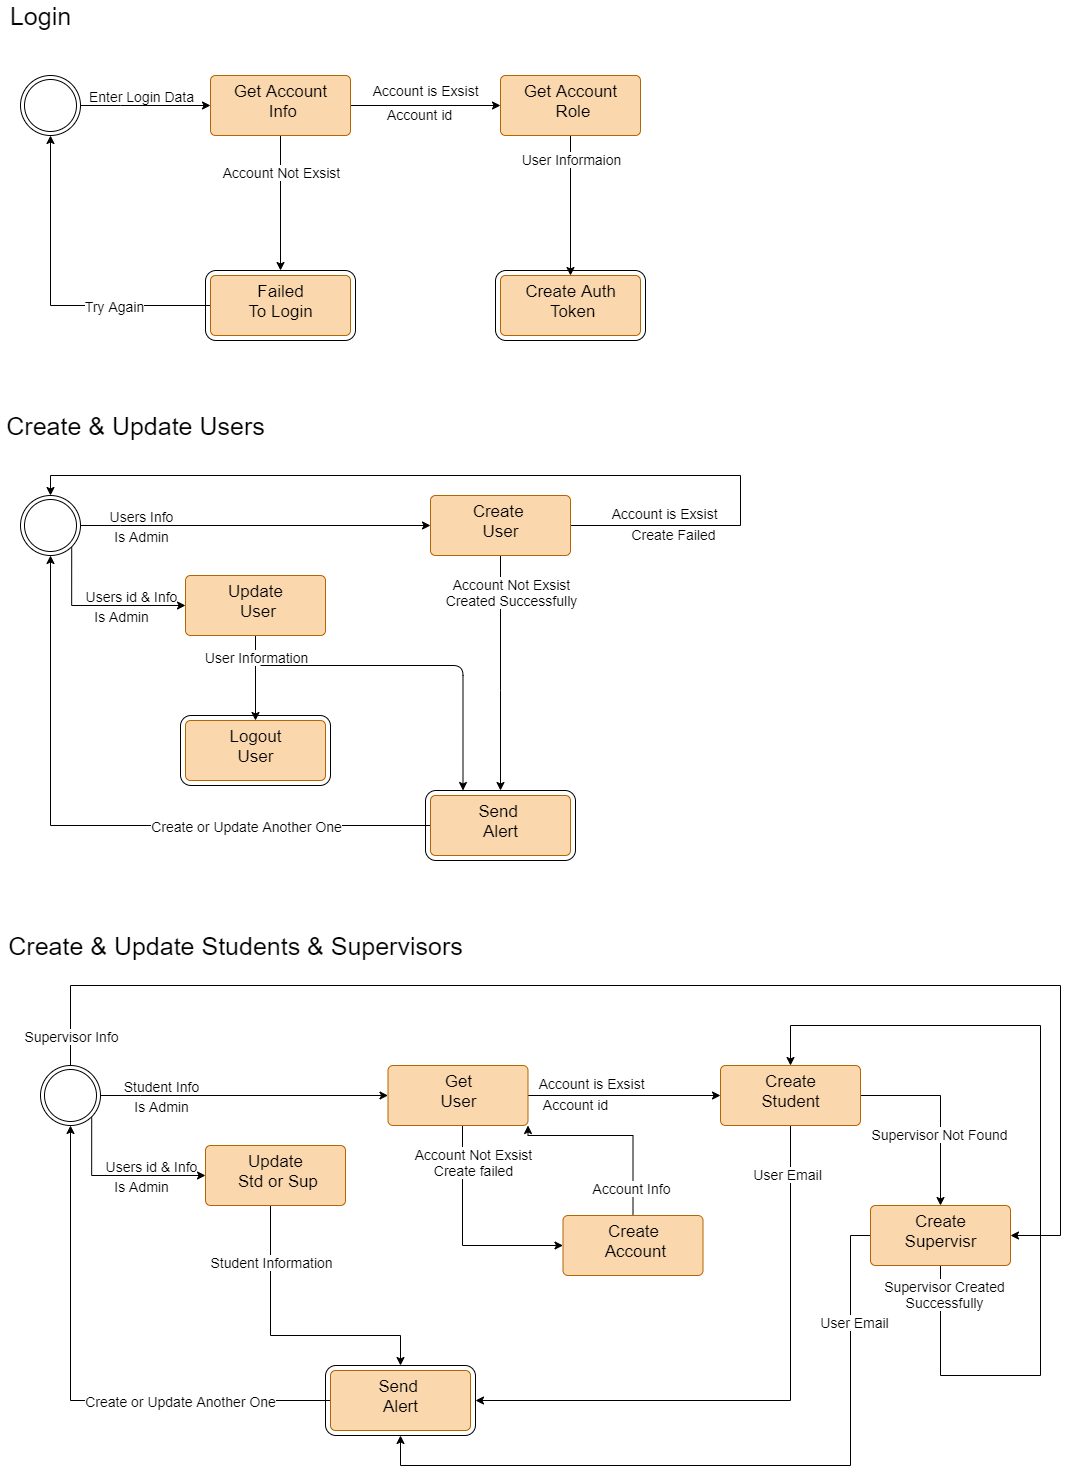 Login
Enter Login Data
Get Account
Info
Account is Exsist
Account id
Get Account
Role
Account Not Exsist
User Informaion
Try Again
Failed
To Login
Create Auth
Token
Create & Update Users
Users Info
Is Admin
Create
User
Account is Exsist
Create Failed
Users id & Info
Is Admin
Update
User
Account Not Exsist
Created Successfully
User Information
Logout
User
Create or Update Another One
Send
Alert
Create & Update Students & Supervisors
Supervisor Info
Student Info
Is Admin
Get
User
Account is Exsist
Account id
Create
Student
Supervisor Not Found
Users id & Info
Is Admin
Update
Std or Sup
Account Not Exsist
Create failed
Account Info
User Email
Create
Account
Create
Supervisr
Student Information
Supervisor Created
Successfully
User Email
Create or Update Another One
Send
Alert